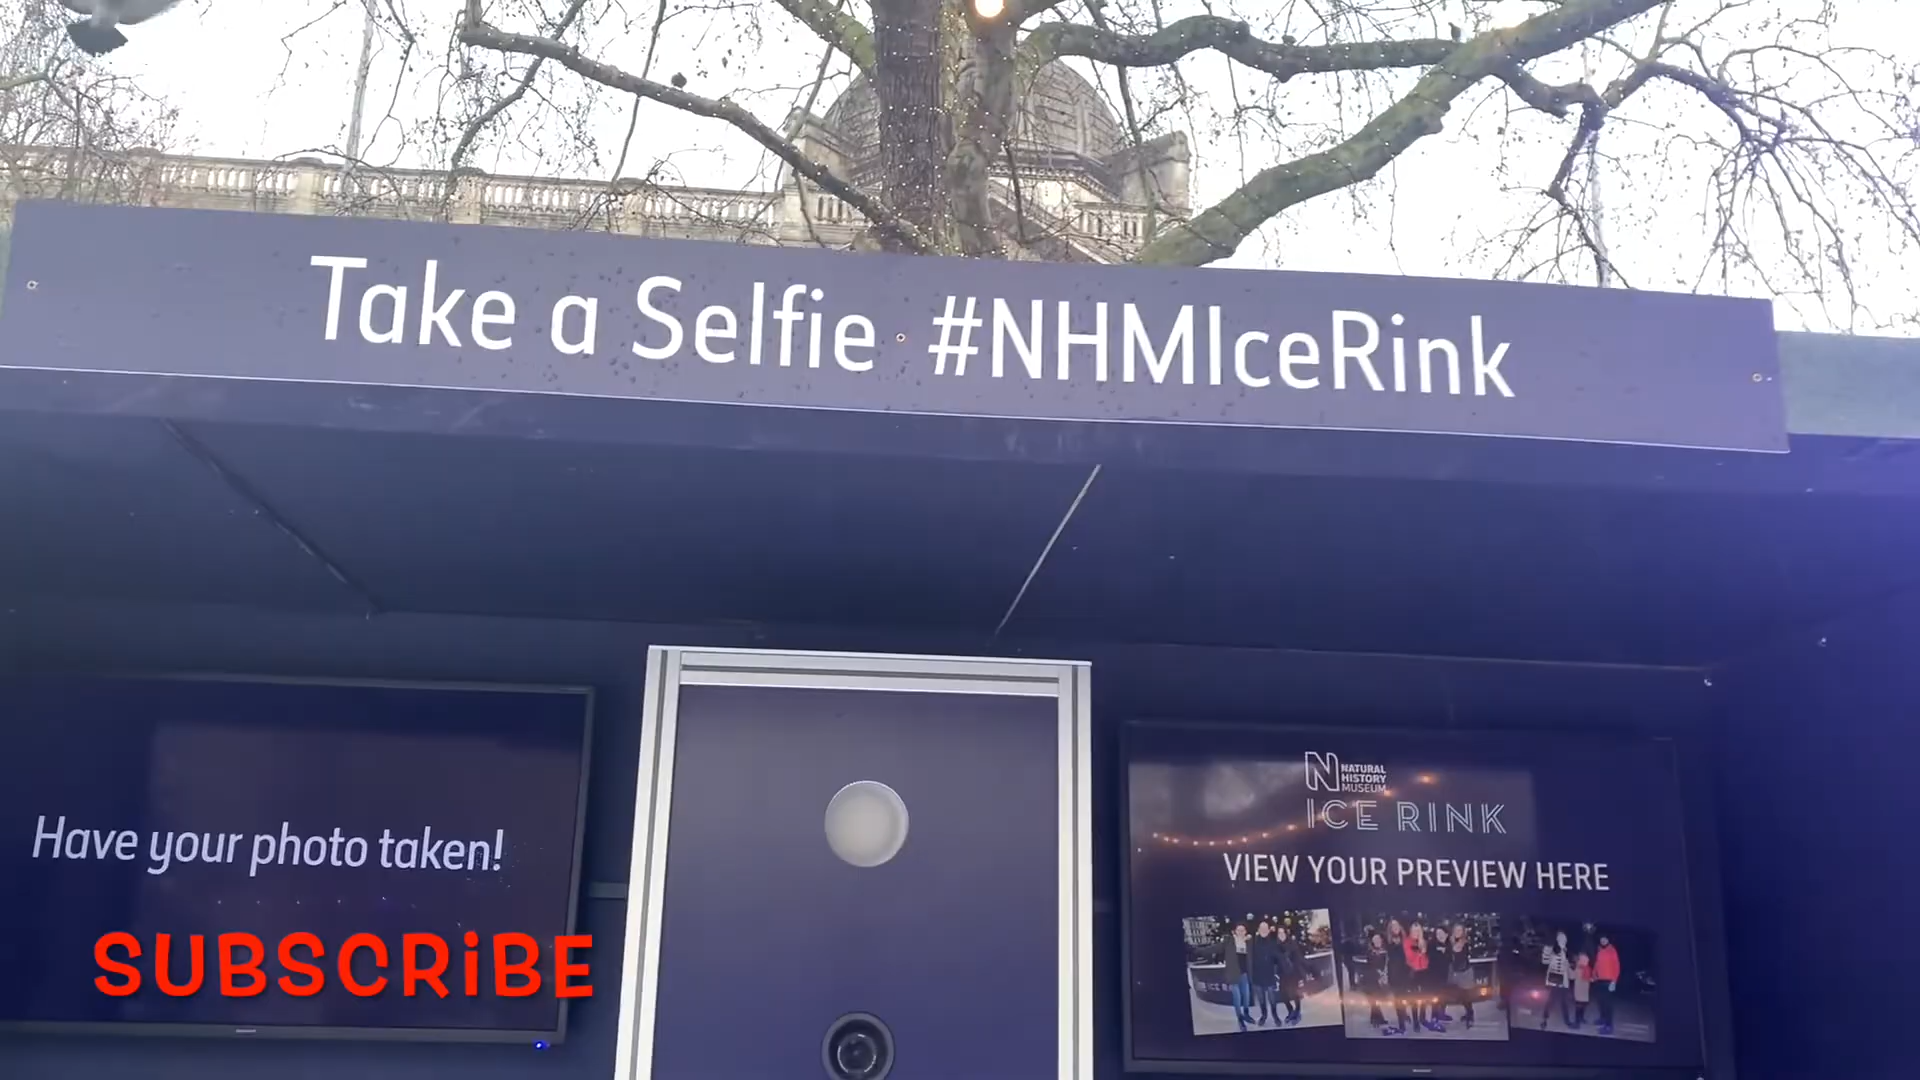 Take a Selfie #NHMIceRink
Have your photo taken!
SUBSCRiBE
N NATURAL
HISTORY
MUSEUM
ICE RINK
VIEW YOUR PREVIEW HERE